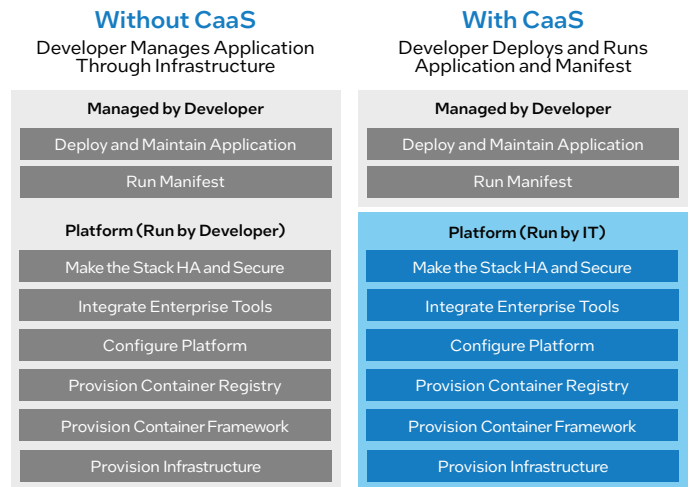 Without CaaS
Developer Manages Application
Through Infrastructure
Managed by Developer
Deploy and Maintain Application
Run Manifest
Platform (Run by Developer)
Make the Stack HA and Secure
Integrate Enterprise Tools
Configure Platform
Provision Container Registry
Provision Container Framework
Provision Infrastructure
With CaaS
Developer Deploys and Runs
Application and Manifest
Managed by Developer
Deploy and Maintain Application
Run Manifest
Platform (Run by IT)
Make the Stack HA and Secure
Integrate Enterprise Tools
Configure Platform
Provision Container Registry
Provision Container Framework
Provision Infrastructure